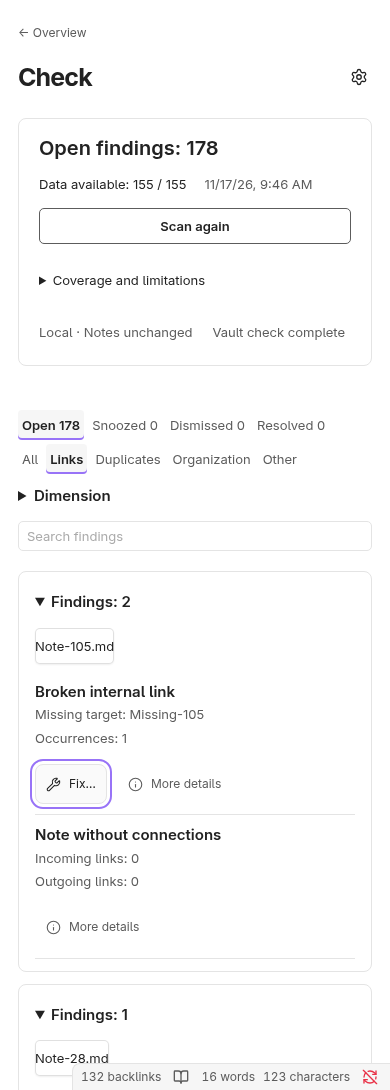 ← Overview
Check
Open findings: 178
Data available: 155 / 155 11/17/26, 9:46 AM
Scan again
Coverage and limitations
Local · Notes unchanged Vault check complete
Open 178 Snoozed 0 Dismissed 0 Resolved 0
All Links Duplicates Organization Other
Dimension
Search findings
Findings: 2
Note-105.md
Broken internal link
Missing target: Missing-105
Occurrences: 1
Fix... More details
Note without connections
Incoming links: 0
Outgoing links: 0
More details
Findings: 1
Note-28.md
132 backlinks 16 words 123 characters